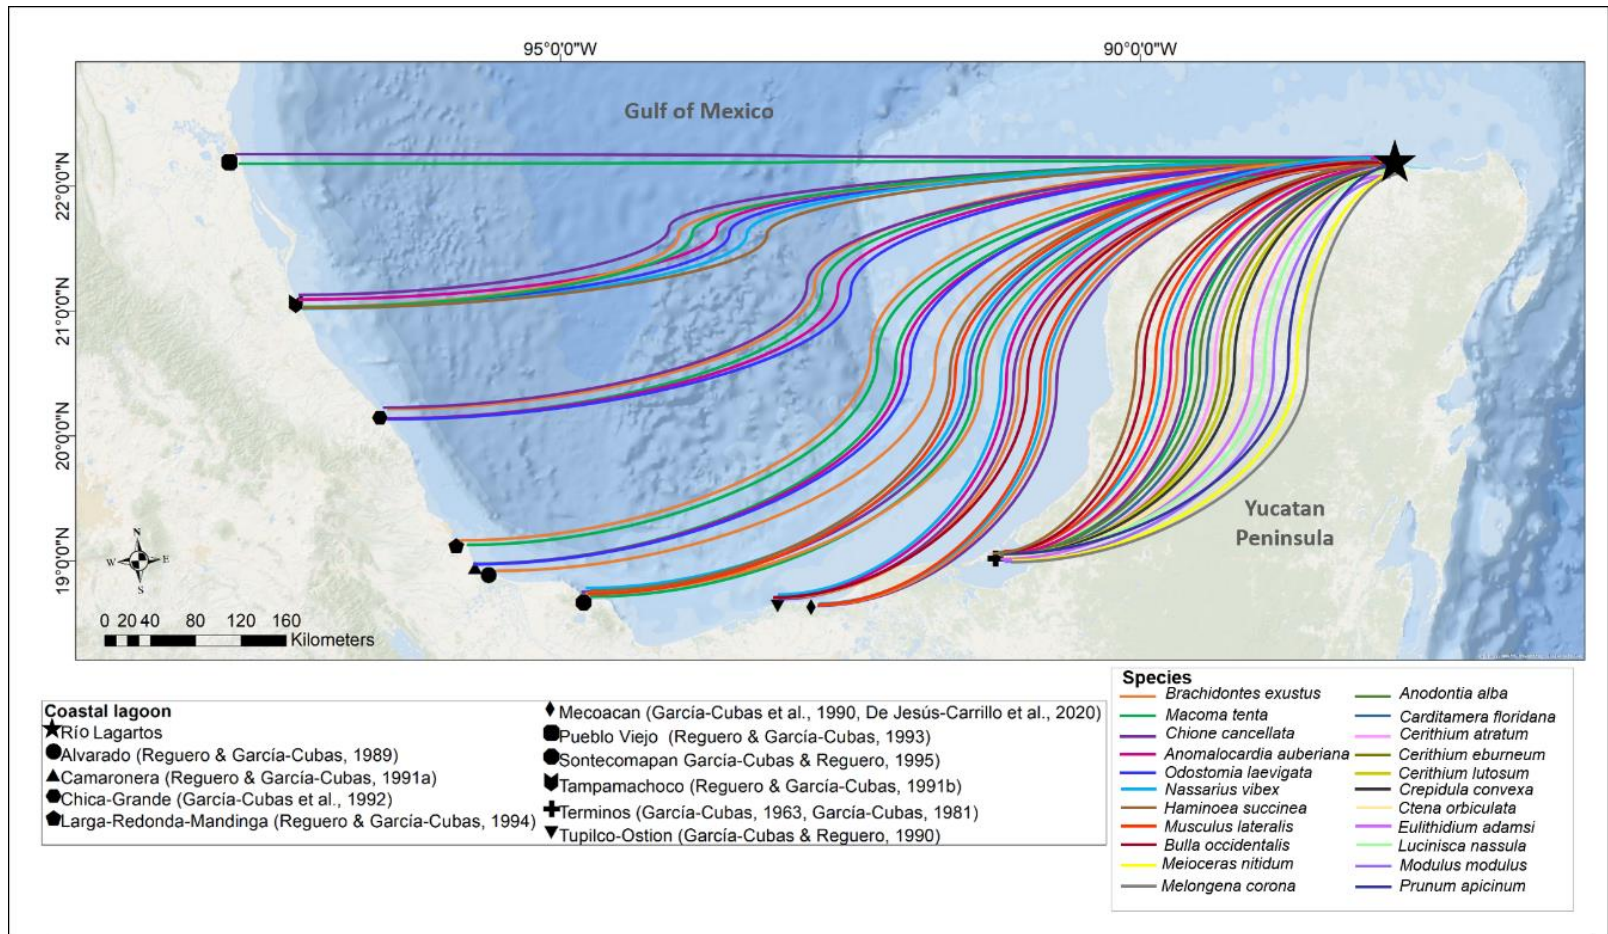 95°0'0"W
90°0'0"W
Gulf of Mexico
22°0'0"N
21°0'0"N
20°0'0"N
19°0'0"N
Yucatan
Peninsula
N
W E
S
0 20 40 80 120 160
Kilometers
Coastal lagoon
Río Lagartos
Alvarado (Reguero & García-Cubas, 1989)
Camaronera (Reguero & García-Cubas, 1991a)
Chica-Grande (García-Cubas et al., 1992)
Larga-Redonda-Mandinga (Reguero & García-Cubas, 1994)
Mecoacan (García-Cubas et al., 1990, De Jesús-Carrillo et al., 2020)
Pueblo Viejo (Reguero & García-Cubas, 1993)
Sontecomapan García-Cubas & Reguero, 1995)
Tampamachoco (Reguero & García-Cubas, 1991b)
Terminos (García-Cubas, 1963, García-Cubas, 1981)
Tupilco-Ostion (García-Cubas & Reguero, 1990)
Species
Brachidontes exustus
Macoma tenta
Chione cancellata
Anomalocardia auberiana
Odostomia laevigata
Nassarius vibex
Haminoea succinea
Musculus lateralis
Bulla occidentalis
Meioceras nitidum
Melongena corona
Anodontia alba
Carditamera floridana
Cerithium atratum
Cerithium eburneum
Cerithium lutosum
Crepidula convexa
Ctena orbiculata
Eulithidium adamsi
Lucinisca nassula
Modulus modulus
Prunum apicinum